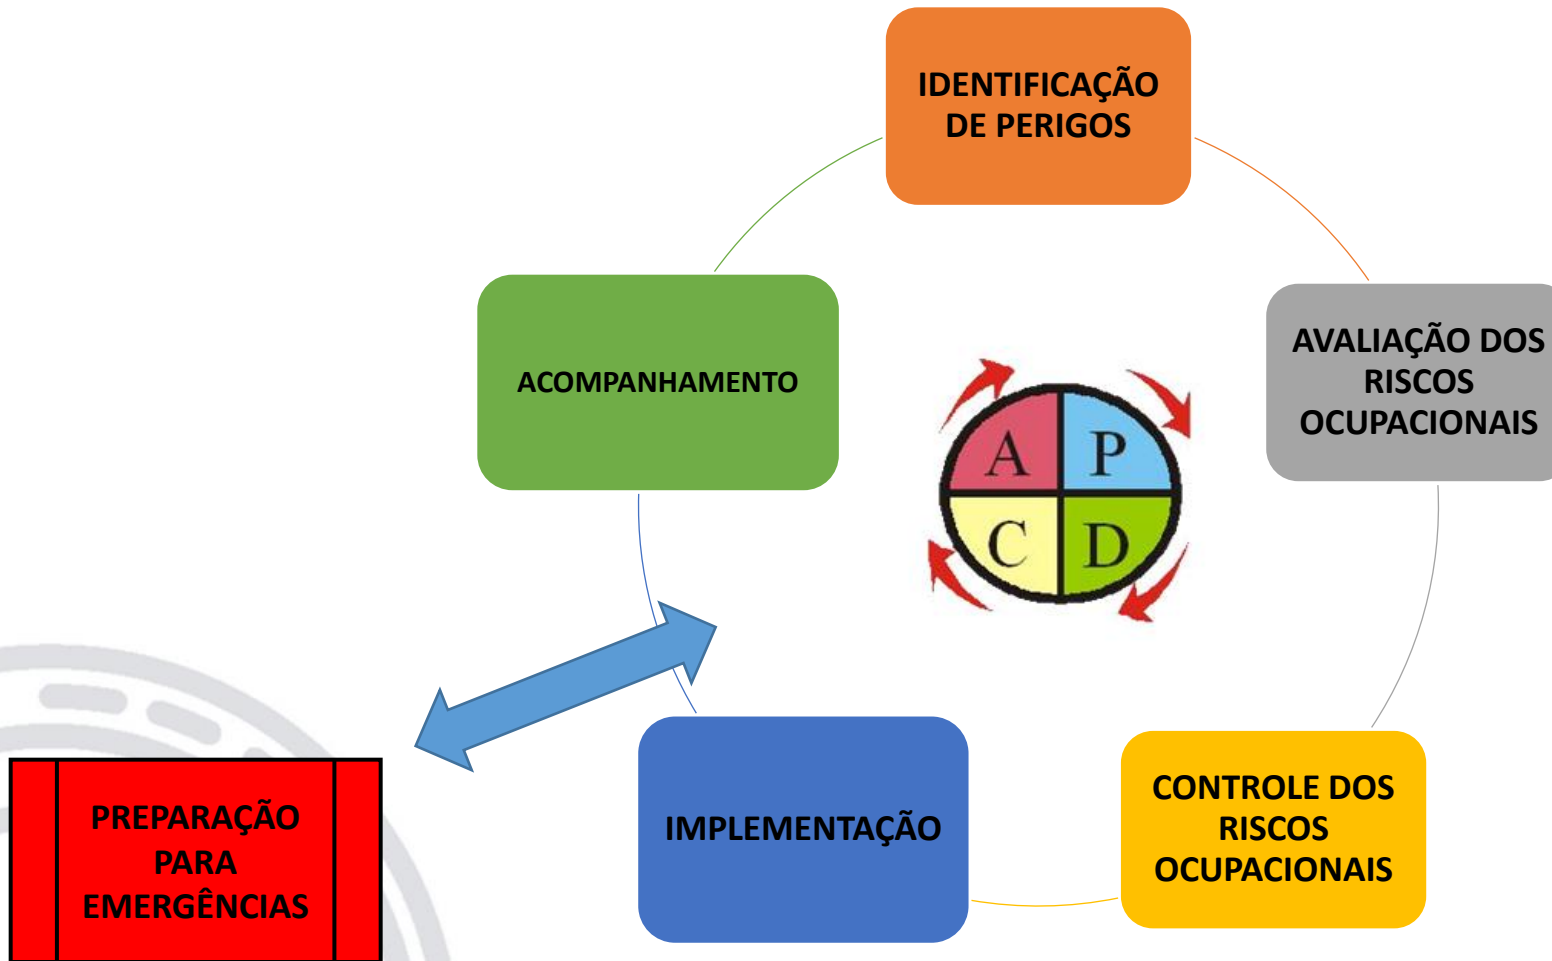 IDENTIFICAÇÃO
DE PERIGOS
AVALIAÇÃO DOS
RISCOS
OCUPACIONAIS
ACOMPANHAMENTO
A
P
C
D
CONTROLE DOS
RISCOS
OCUPACIONAIS
IMPLEMENTAÇÃO
PREPARAÇÃO
PARA
EMERGÊNCIAS